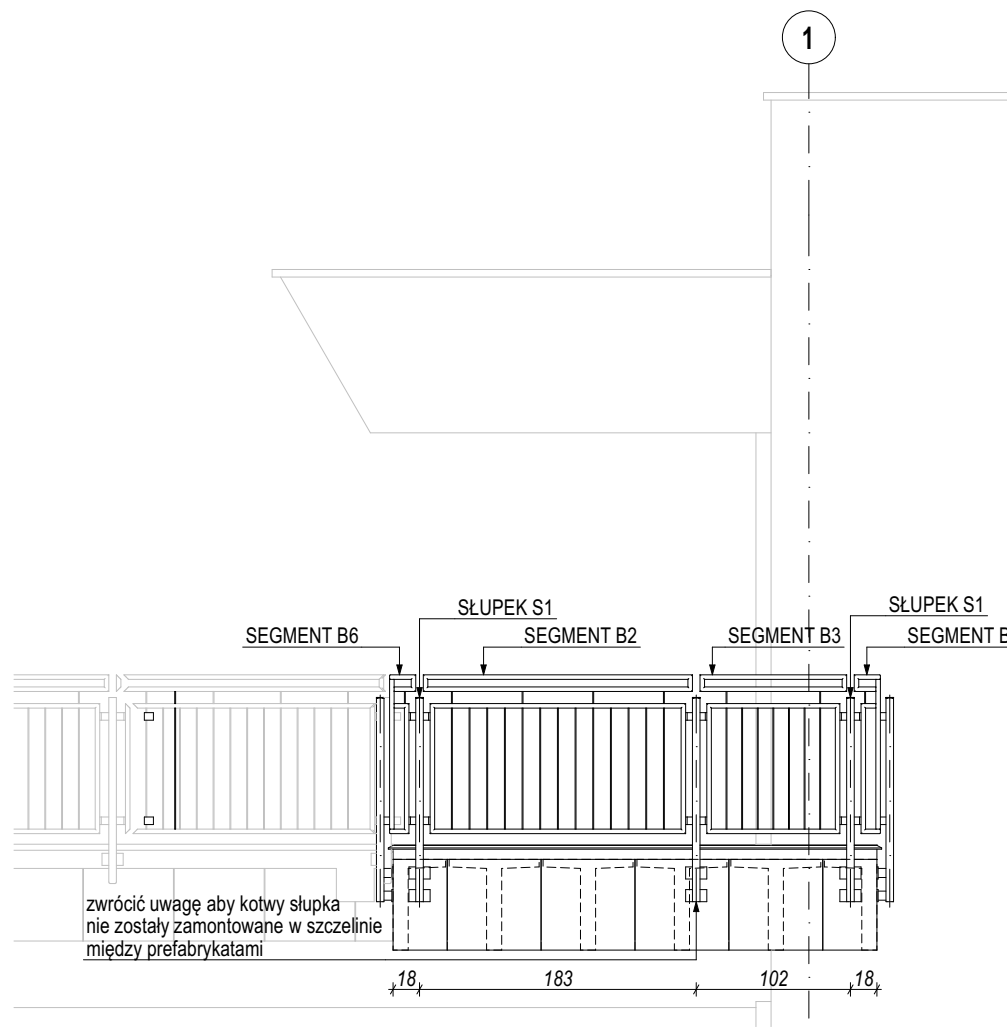 1
SŁUPEK S1
SŁUPEK S1
SEGMENT B6
SEGMENT B2
SEGMENT B3
SEGMENT B
zwrócić uwagę aby kotwy słupka
nie zostały zamontowane w szczelinie
między prefabrykatami
18
183
102
18